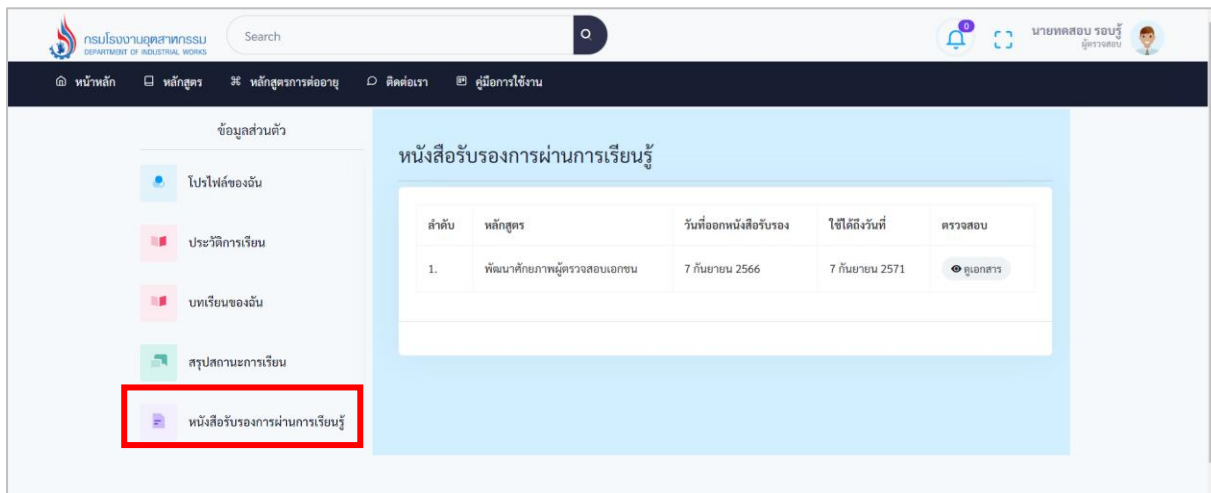 กรมโรงงานอุตสาหกรรม
DEPARTMENT OF INDUSTRIAL WORKS
Search
0
นายทดสอบ รอบรู้
ผู้ตรวจสอบ
หน้าหลัก หลักสูตร หลักสูตรการต่ออายุ ติดต่อเรา คู่มือการใช้งาน
ข้อมูลส่วนตัว
โปรไฟล์ของฉัน
ประวัติการเรียน
บทเรียนของฉัน
สรุปสถานะการเรียน
หนังสือรับรองการผ่านการเรียนรู้
หนังสือรับรองการผ่านการเรียนรู้
ลำดับ หลักสูตร วันที่ออกหนังสือรับรอง ใช้ได้ถึงวันที่ ตรวจสอบ
1. พัฒนาศักยภาพผู้ตรวจสอบเอกชน 7 กันยายน 2566 7 กันยายน 2571 ดูเอกสาร